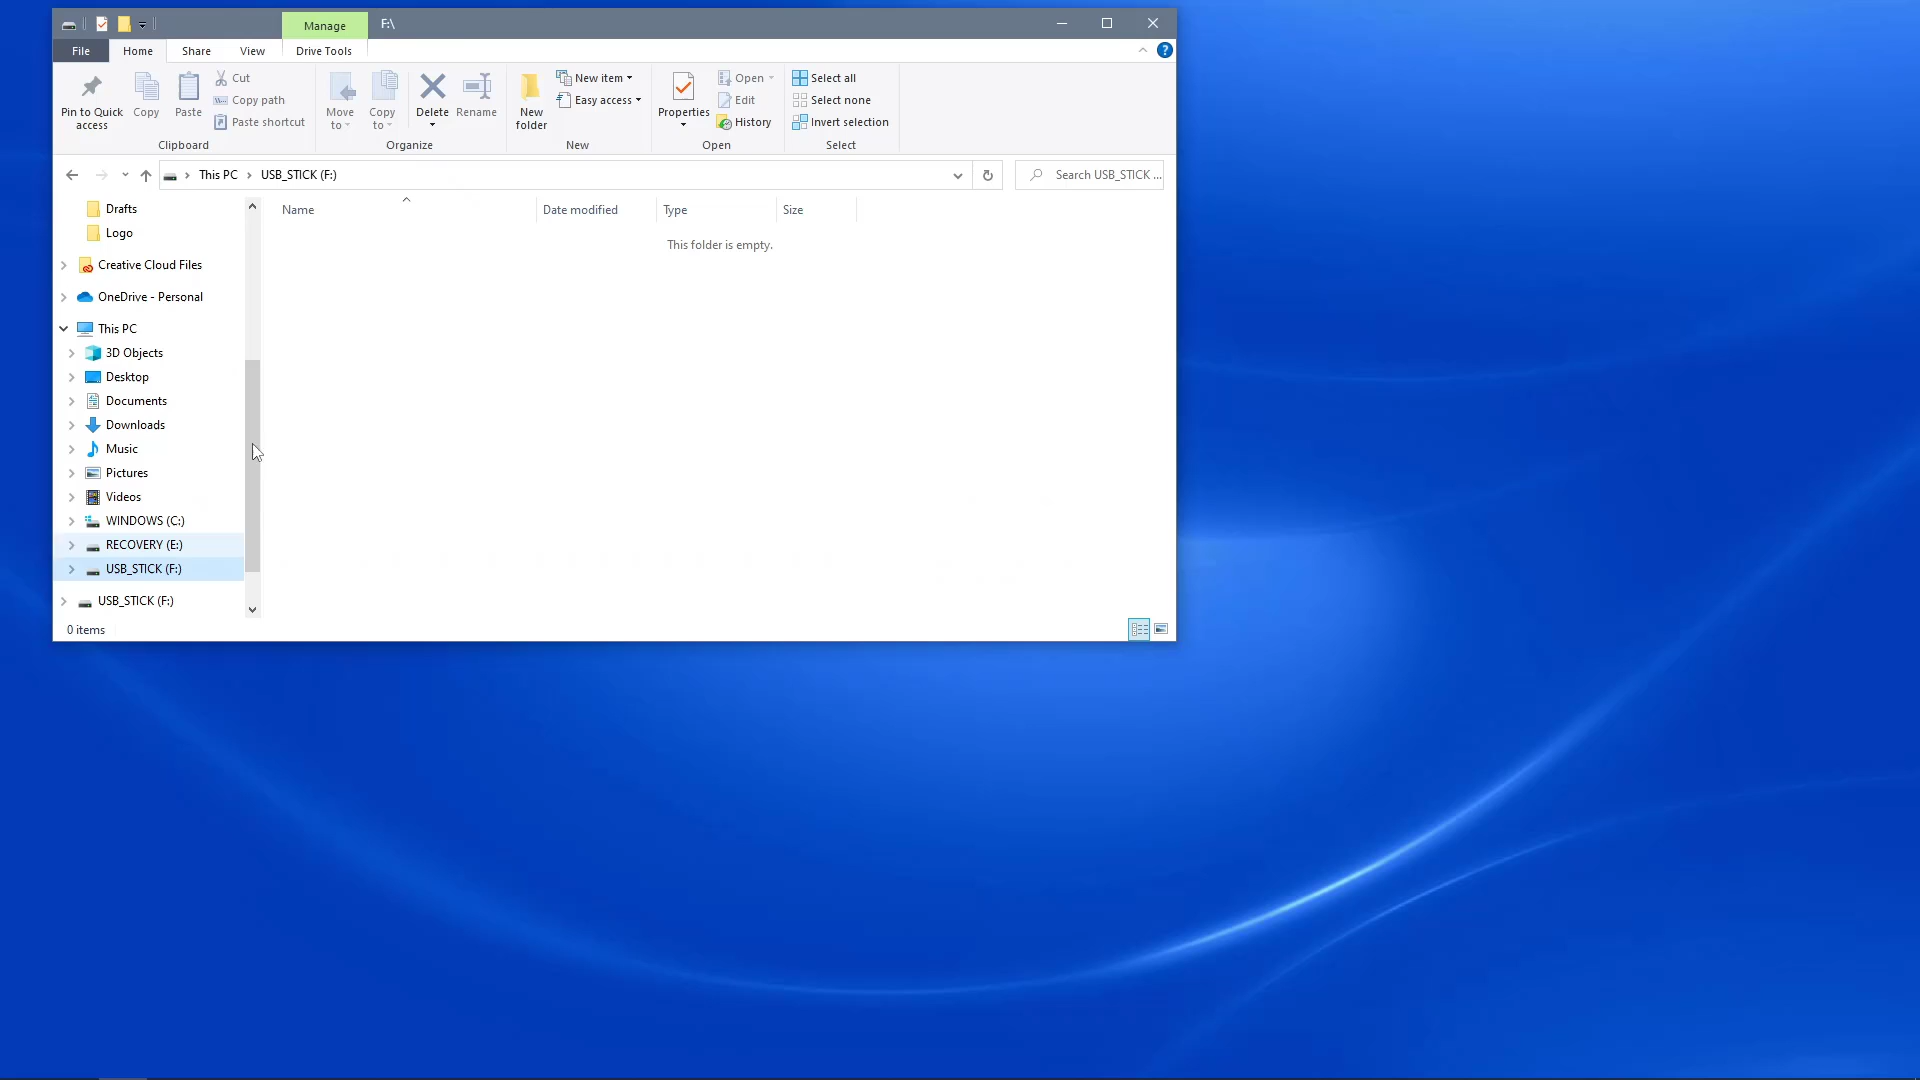 Manage
F:\
File
Home
Share
View
Drive Tools
Pin to Quick
access
Copy
Paste
Cut
Copy path
Paste shortcut
Clipboard
Move
to
Copy
to
Delete
Rename
Organize
New
folder
New item
Easy access
New
Properties
Open
Edit
History
Open
Select all
Select none
Invert selection
Select
This PC
USB_STICK (F:)
Search USB_STICK ...
Drafts
Logo
Creative Cloud Files
OneDrive - Personal
This PC
3D Objects
Desktop
Documents
Downloads
Music
Pictures
Videos
WINDOWS (C:)
RECOVERY (E:)
USB_STICK (F:)
USB_STICK (F:)
Name
Date modified
Type
Size
This folder is empty.
0 items